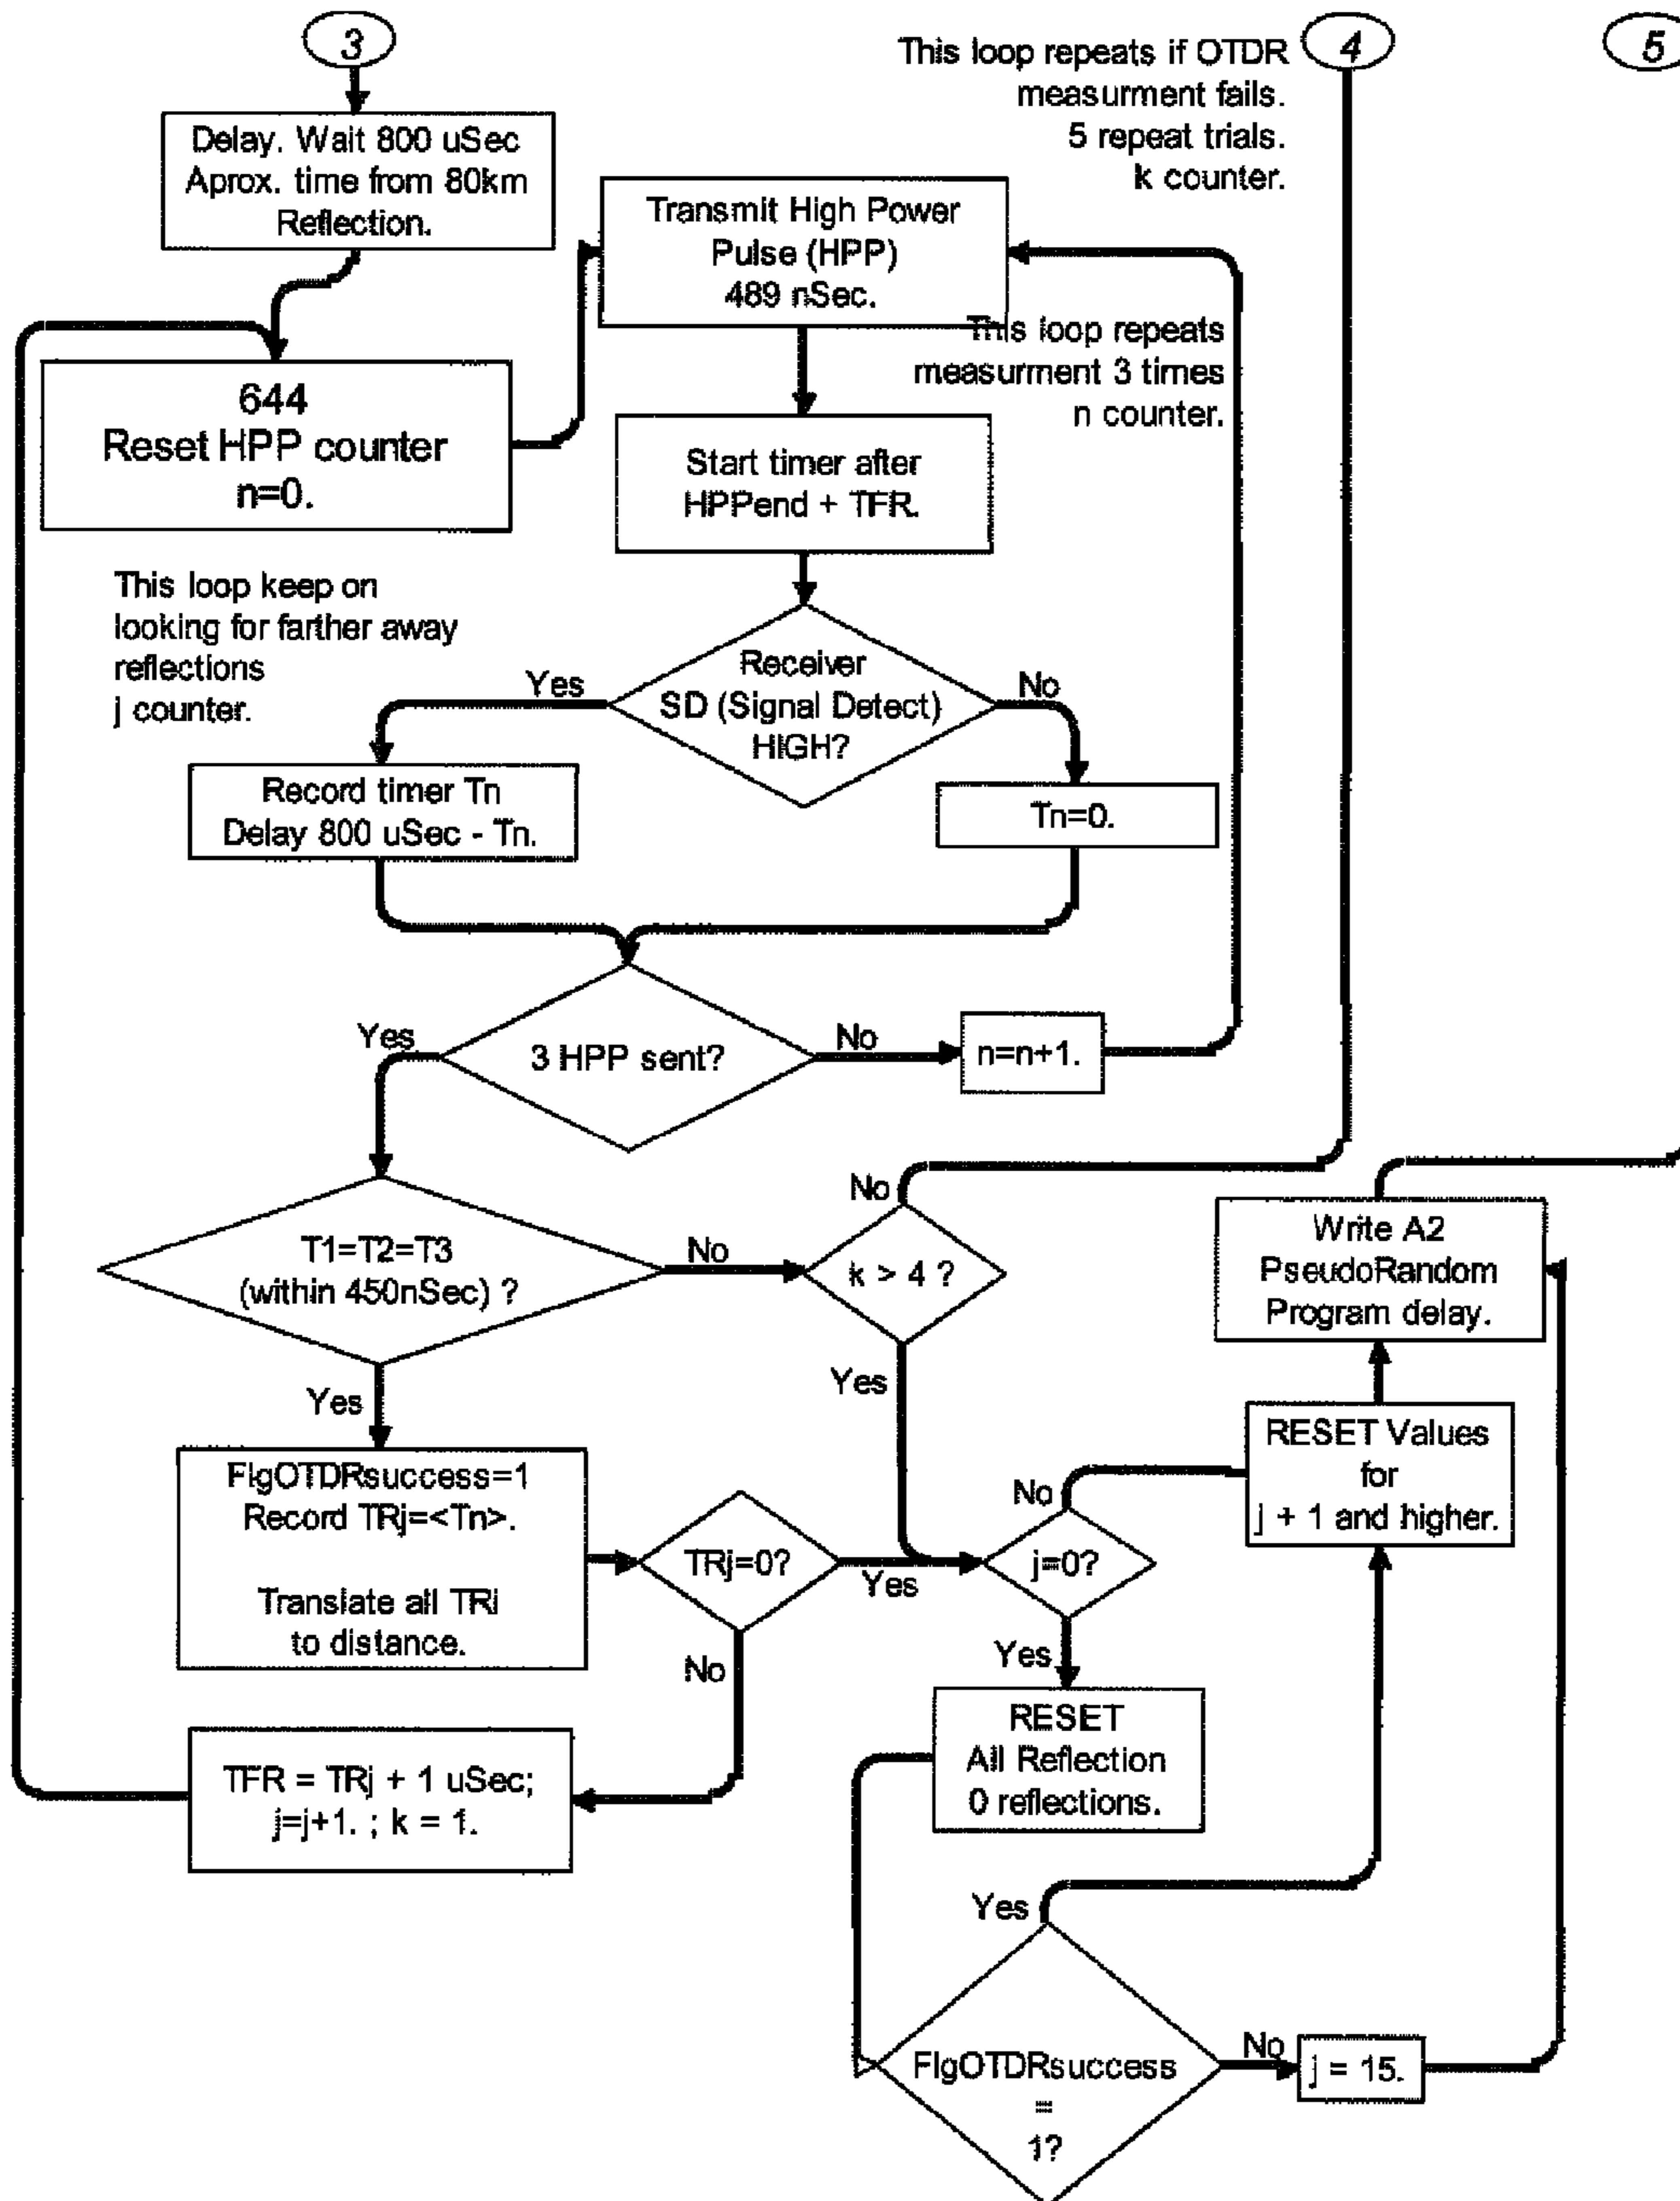 3
This loop repeats if OTDR
measurment fails.
5 repeat trials.
k counter.
4
5
Delay. Wait 800 uSec
Aprox. time from 80km
Reflection.
Transmit High Power
Pulse (HPP)
489 nSec.
This loop repeats
measurment 3 times
n counter.
644
Reset HPP counter
n=0.
Start timer after
HPPend + TFR.
This loop keep on
looking for farther away
reflections
j counter.
Receiver
SD (Signal Detect)
HIGH?
Yes
No
Record timer Tn
Delay 800 uSec - Tn.
Tn=0.
3 HPP sent?
Yes
No
n=n+1.
T1=T2=T3
(within 450nSec) ?
No
Yes
k > 4 ?
No
Yes
Write A2
PseudoRandom
Program delay.
RESET Values
for
j + 1 and higher.
FlgOTDRsuccess=1
Record TRj=<Tn>.
Translate all TRi
to distance.
TRj=0?
Yes
No
j=0?
No
Yes
RESET
All Reflection
0 reflections.
TFR = TRj + 1 uSec;
j=j+1. ; k = 1.
Yes
FlgOTDRsuccess
=
1?
No
j = 15.